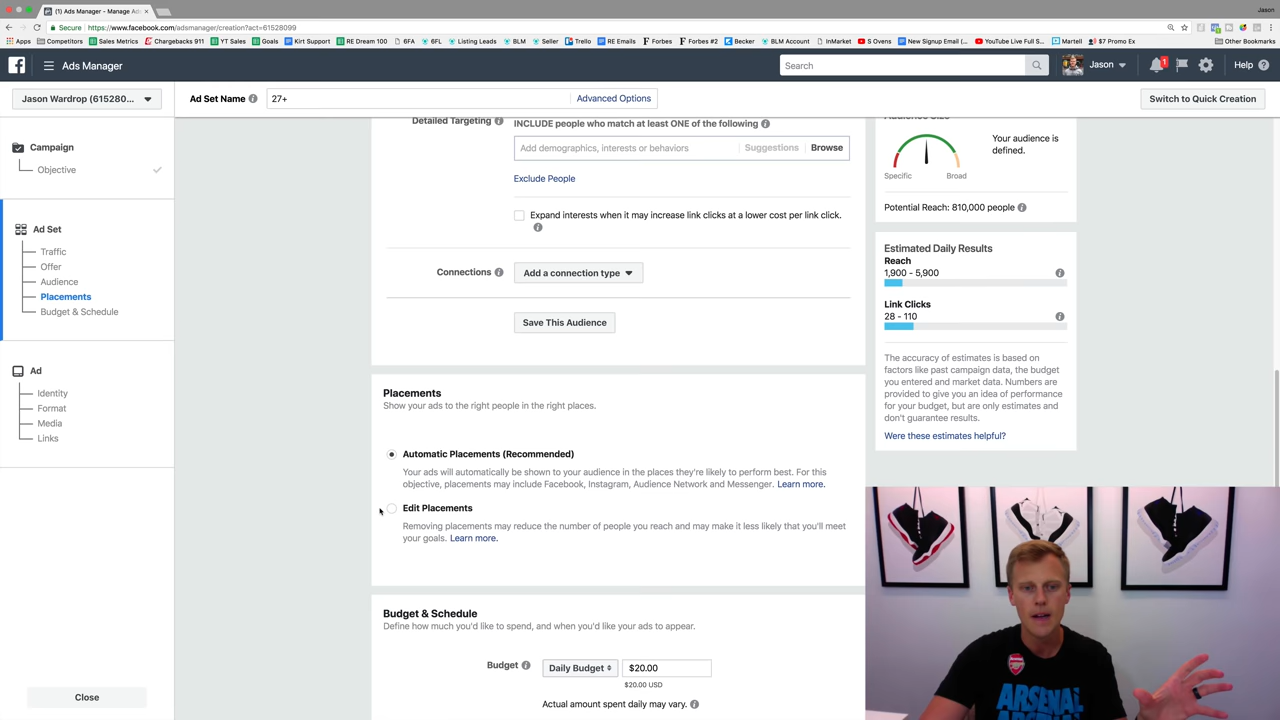 (1) Ads Manager - Manage Ad
Jason
Secure
https://www.facebook.com/adsmanager/creation?act=61528099
Apps
Competitors
Sales Metrics
Chargebacks 911
YT Sales
Goals
Kirt Support
RE Dream 100
6FA
6FL
Listing Leads
BLM
Seller
Trello
RE Emails
Forbes
Forbes #2
Becker
BLM Account
InMarket
S Ovens
New Signup Email (...
YouTube Live Full S...
Martell
$7 Promo Ex
Other Bookmarks
Ads Manager
Search
Jason
1
Help
Jason Wardrop (615280...
Ad Set Name
27+
Advanced Options
Switch to Quick Creation
Campaign
Objective
Ad Set
Traffic
Offer
Audience
Placements
Budget & Schedule
Ad
Identity
Format
Media
Links
Close
Detailed Targeting
INCLUDE people who match at least ONE of the following
Add demographics, interests or behaviors
Suggestions
Browse
Exclude People
Expand interests when it may increase link clicks at a lower cost per link click.
Connections
Add a connection type
Save This Audience
Placements
Show your ads to the right people in the right places.
Automatic Placements (Recommended)
Your ads will automatically be shown to your audience in the places they're likely to perform best. For this
objective, placements may include Facebook, Instagram, Audience Network and Messenger. Learn more.
Edit Placements
Removing placements may reduce the number of people you reach and may make it less likely that you'll meet
your goals. Learn more.
Budget & Schedule
Define how much you'd like to spend, and when you'd like your ads to appear.
Budget
Daily Budget
$20.00
$20.00 USD
Actual amount spent daily may vary.
Audience Size
Specific
Broad
Your audience is
defined.
Potential Reach: 810,000 people
Estimated Daily Results
Reach
1,900 - 5,900
Link Clicks
28 - 110
The accuracy of estimates is based on
factors like past campaign data, the budget
you entered and market data. Numbers are
provided to give you an idea of performance
for your budget, but are only estimates and
don't guarantee results.
Were these estimates helpful?
Arsenal
ARSENAL
ARSENAL